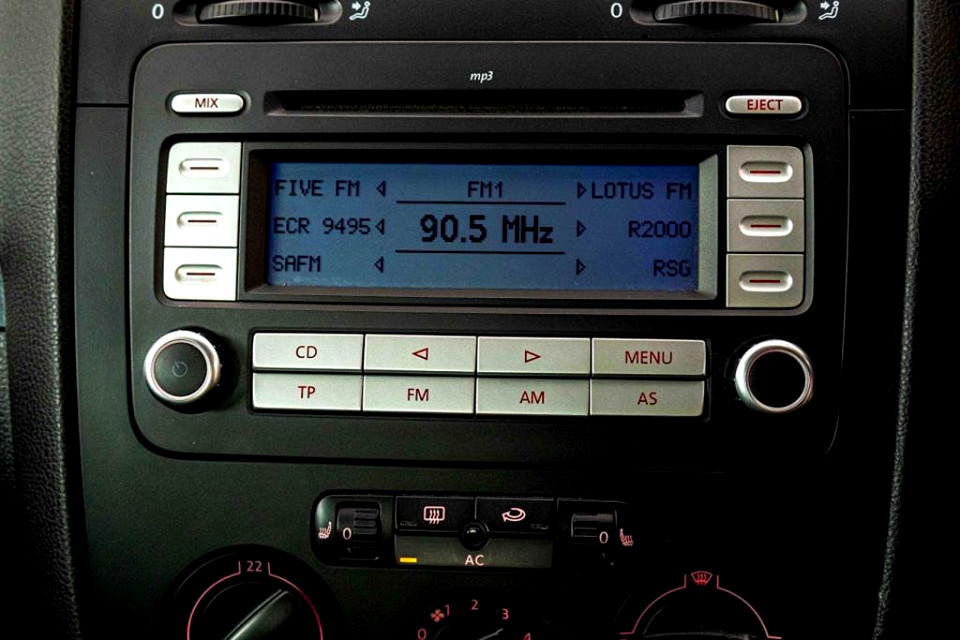 0
0
mp3
MIX
EJECT
FIVE FM FM1 LOTUS FM
ECR 9495 90.5 MHz R2000
SAFM RSG
CD MENU
TP FM AM AS
0 0
AC
22
0 1 2 3 4